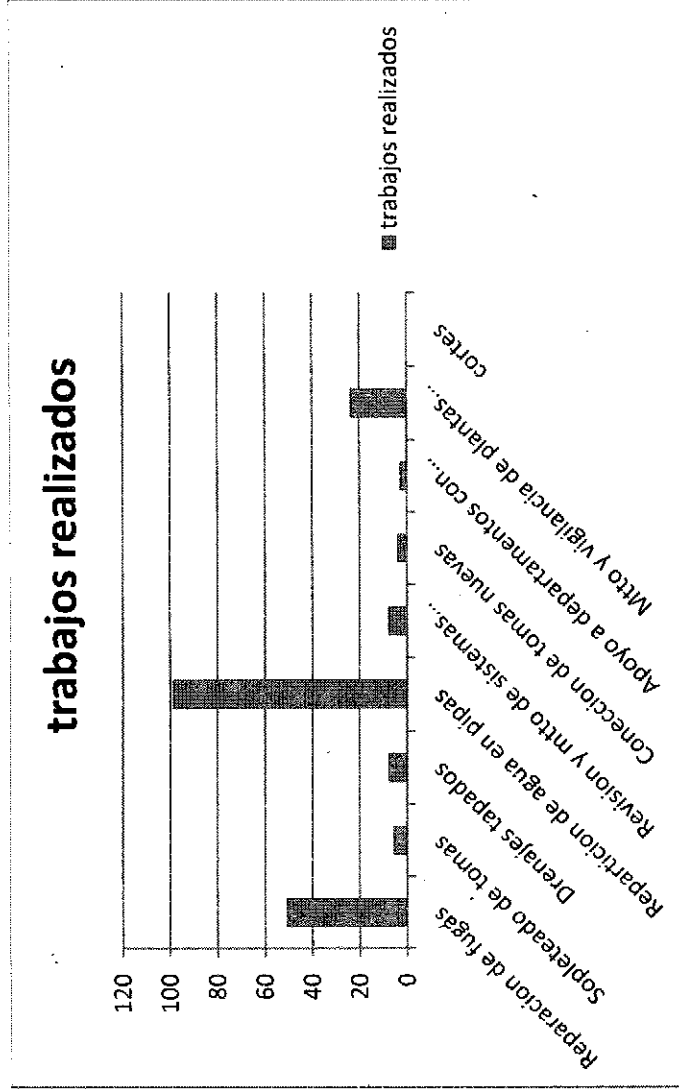 trabajos realizados
120
100
80
60
40
20
0
Reparacion de fugas
Sopleteado de tomas
Drenajes tapados
Reparticion de agua en pipas
Revision y mtto de sistemas...
Coneccion de tomas nuevas
Apoyo a departamentos con...
Mtto y vigilancia de plantas...
cortes
trabajos realizados